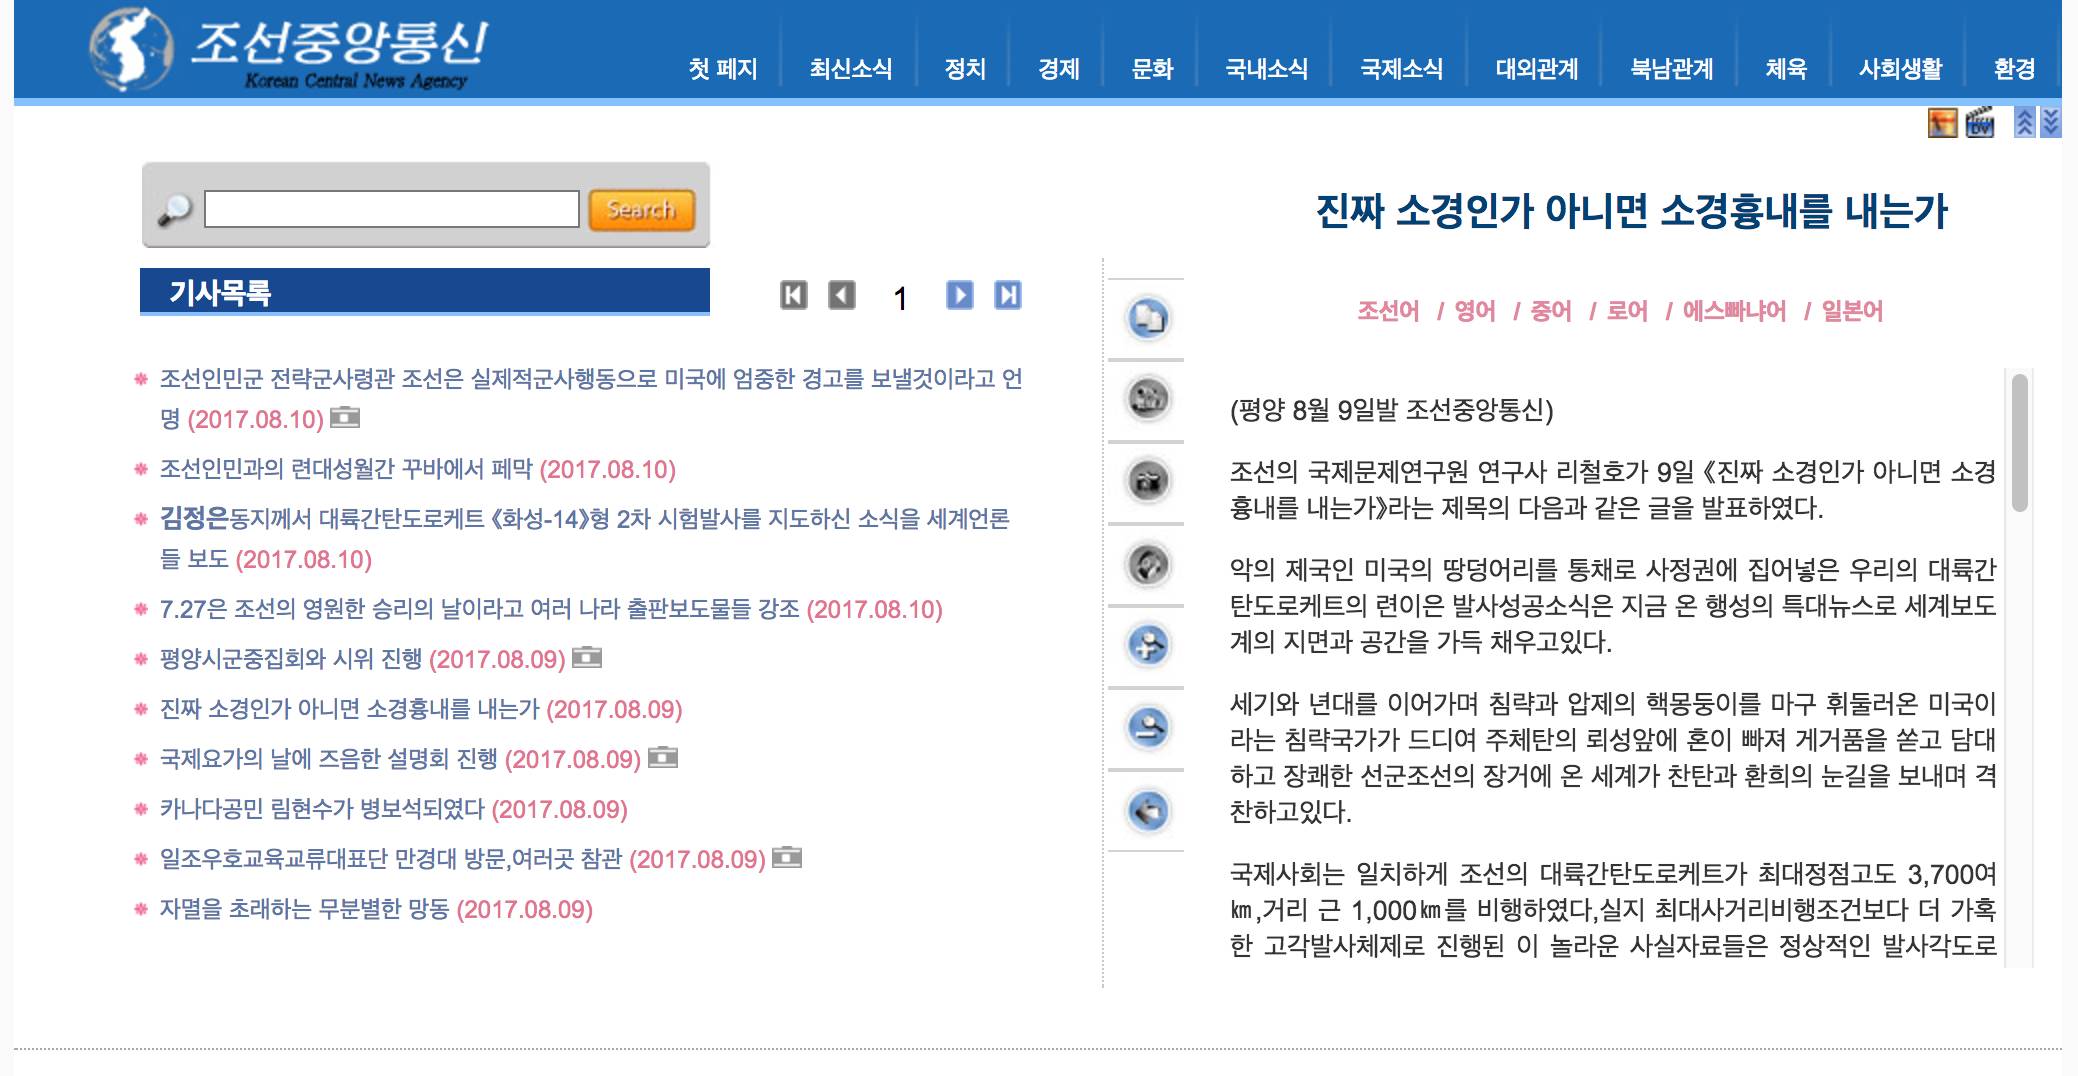 조선중앙통신
Korean Central News Agency
첫 페지
최신소식
정치
경제
문화
국내소식
국제소식
대외관계
북남관계
체육
사회생활
환경
DV
Search
기사목록
1
조선인민군 전략군사령관 조선은 실제적군사행동으로 미국에 엄중한 경고를 보낼것이라고 언
명 (2017.08.10)
조선인민과의 련대성월간 꾸바에서 페막 (2017.08.10)
김정은동지께서 대륙간탄도로케트 《화성-14》형 2차 시험발사를 지도하신 소식을 세계언론
들 보도 (2017.08.10)
7.27은 조선의 영원한 승리의 날이라고 여러 나라 출판보도물들 강조 (2017.08.10)
평양시군중집회와 시위 진행 (2017.08.09)
진짜 소경인가 아니면 소경흉내를 내는가 (2017.08.09)
국제요가의 날에 즈음한 설명회 진행 (2017.08.09)
카나다공민 림현수가 병보석되였다 (2017.08.09)
일조우호교육교류대표단 만경대 방문,여러곳 참관 (2017.08.09)
자멸을 초래하는 무분별한 망동 (2017.08.09)
진짜 소경인가 아니면 소경흉내를 내는가
조선어 / 영어 / 중어 / 로어 / 에스빠냐어 / 일본어
(평양 8월 9일발 조선중앙통신)
조선의 국제문제연구원 연구사 리철호가 9일 《진짜 소경인가 아니면 소경
흉내를 내는가》라는 제목의 다음과 같은 글을 발표하였다.
악의 제국인 미국의 땅덩어리를 통채로 사정권에 집어넣은 우리의 대륙간
탄도로케트의 련이은 발사성공소식은 지금 온 행성의 특대뉴스로 세계보도
계의 지면과 공간을 가득 채우고있다.
세기와 년대를 이어가며 침략과 압제의 핵몽둥이를 마구 휘둘러온 미국이
라는 침략국가가 드디여 주체탄의 뢰성앞에 혼이 빠져 게거품을 쏟고 담대
하고 장쾌한 선군조선의 장거에 온 세계가 찬탄과 환희의 눈길을 보내며 격
찬하고있다.
국제사회는 일치하게 조선의 대륙간탄도로케트가 최대정점고도 3,700여
㎞,거리 근 1,000㎞를 비행하였다,실지 최대사거리비행조건보다 더 가혹
한 고각발사체제로 진행된 이 놀라운 사실자료들은 정상적인 발사각도로